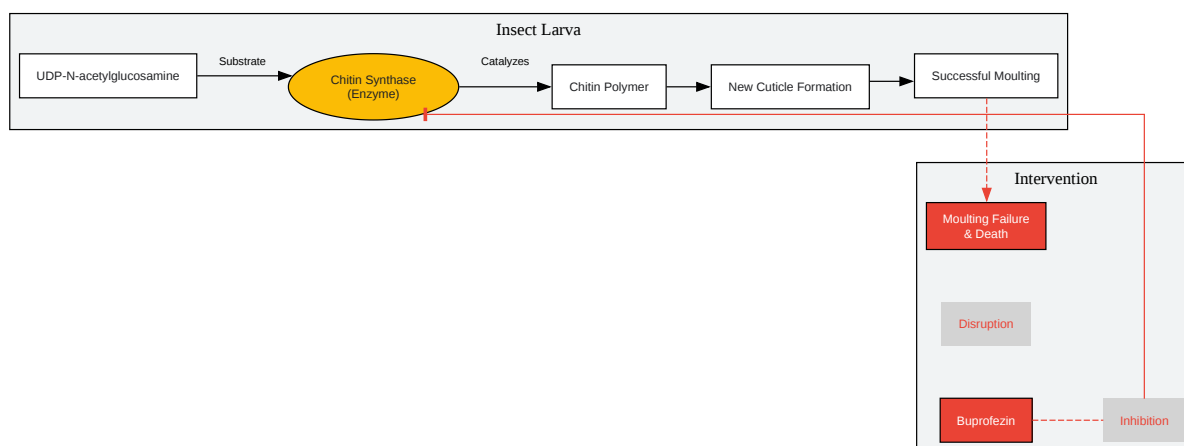 Insect Larva
UDP-N-acetylglucosamine
Substrate
Chitin Synthase
(Enzyme)
Catalyzes
Chitin Polymer
New Cuticle Formation
Successful Moulting
Intervention
Moulting Failure
& Death
Disruption
Buprofezin
Inhibition